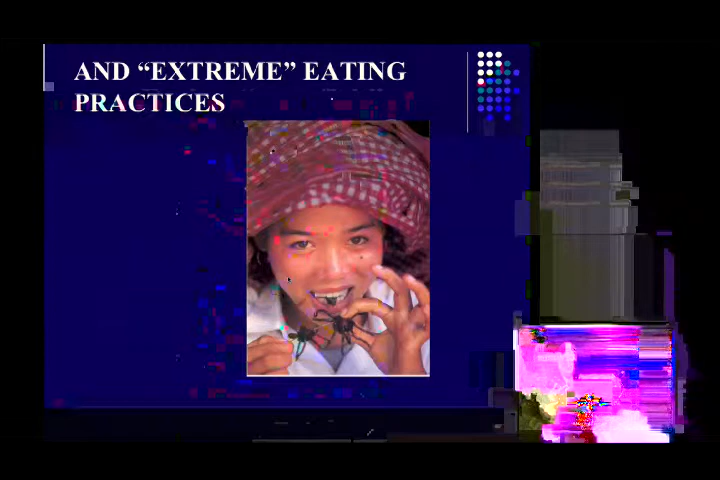 AND “EXTREME” EATING
PRACTICES